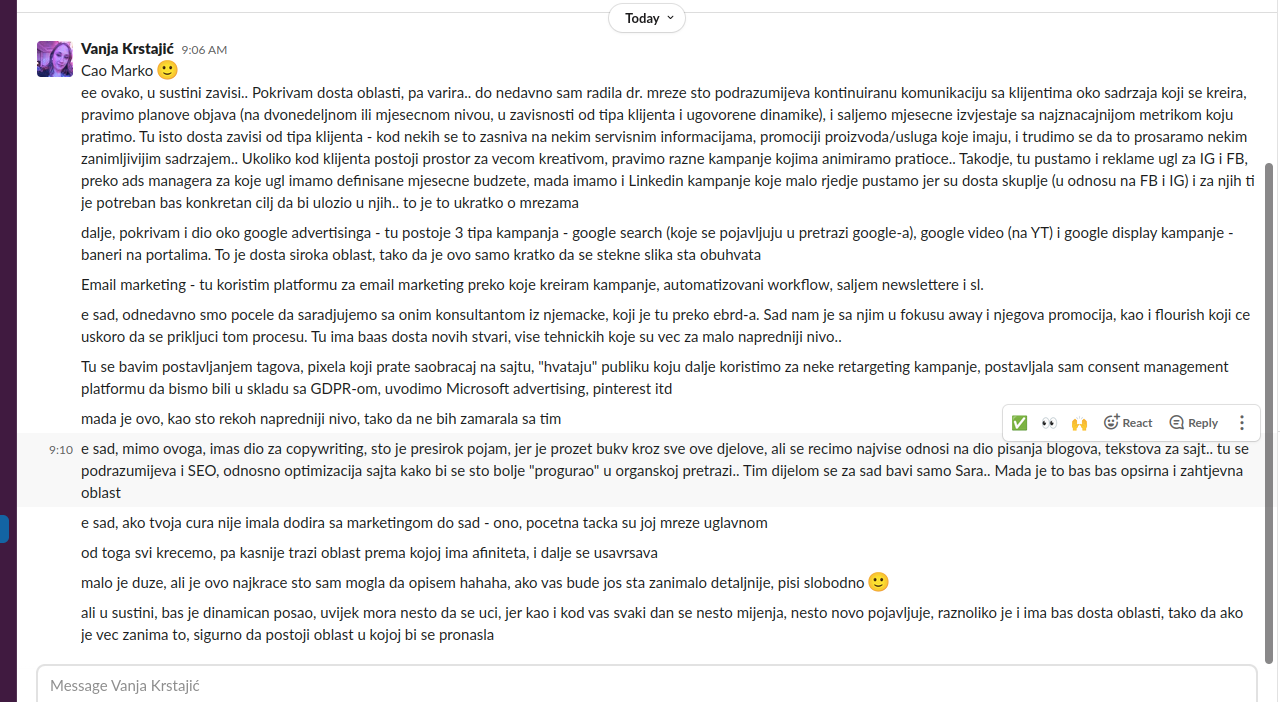 Today
Vanja Krstajić 9:06 AM
Cao Marko 🙂
ee ovako, u sustini zavisi.. Pokrivam dosta oblasti, pa varira.. do nedavno sam radila dr. mreze sto podrazumijeva kontinuiranu komunikaciju sa klijentima oko sadrzaja koji se kreira,
pravimo planove objava (na dvonedeljnom ili mjesecnom nivou, u zavisnosti od tipa klijenta i ugovorene dinamike), i saljemo mjesecne izvjestaje sa najznacajnijom metrikom koju
pratimo. Tu isto dosta zavisi od tipa klijenta - kod nekih se to zasniva na nekim servisnim informacijama, promociji proizvoda/usluga koje imaju, i trudimo se da to prosaramo nekim
zanimljivijim sadrzajem.. Ukoliko kod klijenta postoji prostor za vecom kreativom, pravimo razne kampanje kojima animiramo pratioce.. Takodje, tu pustamo i reklame ugl za IG i FB,
preko ads managera za koje ugl imamo definisane mjesecne budzete, mada imamo i Linkedin kampanje koje malo rjedje pustamo jer su dosta skuplje (u odnosu na FB i IG) i za njih ti
je potreban bas konkretan cilj da bi ulozio u njih.. to je to ukratko o mrezama
dalje, pokrivam i dio oko google advertisinga - tu postoje 3 tipa kampanja - google search (koje se pojavljuju u pretrazi google-a), google video (na YT) i google display kampanje -
baneri na portalima. To je dosta siroka oblast, tako da je ovo samo kratko da se stekne slika sta obuhvata
Email marketing - tu koristim platformu za email marketing preko koje kreiram kampanje, automatizovani workflow, saljem newslettere i sl.
e sad, odnedavno smo pocele da saradjujemo sa onim konsultantom iz njemacke, koji je tu preko ebrd-a. Sad nam je sa njim u fokusu away i njegova promocija, kao i flourish koji ce
uskoro da se prikljuci tom procesu. Tu ima baas dosta novih stvari, vise tehnickih koje su vec za malo napredniji nivo..
Tu se bavim postavljanjem tagova, pixela koji prate saobracaj na sajtu, "hvataju" publiku koju dalje koristimo za neke retargeting kampanje, postavljala sam consent management
platformu da bismo bili u skladu sa GDPR-om, uvodimo Microsoft advertising, pinterest itd
mada je ovo, kao sto rekoh napredniji nivo, tako da ne bih zamarala sa tim
React Reply
9:10 e sad, mimo ovoga, imas dio za copywriting, sto je presirok pojam, jer je prozet bukv kroz sve ove djelove, ali se recimo najvise odnosi na dio pisanja blogova, tekstova za sajt.. tu se
podrazumijeva i SEO, odnosno optimizacija sajta kako bi se sto bolje "progurao" u organskoj pretrazi.. Tim dijelom se za sad bavi samo Sara.. Mada je to bas bas opsirna i zahtjevna
oblast
e sad, ako tvoja cura nije imala dodira sa marketingom do sad - ono, pocetna tacka su joj mreze uglavnom
od toga svi krecemo, pa kasnije trazi oblast prema kojoj ima afiniteta, i dalje se usavrsava
malo je duze, ali je ovo najkrace sto sam mogla da opisem hahaha, ako vas bude jos sta zanimalo detaljnije, pisi slobodno 🙂
ali u sustini, bas je dinamican posao, uvijek mora nesto da se uci, jer kao i kod vas svaki dan se nesto mijenja, nesto novo pojavljuje, raznoliko je i ima bas dosta oblasti, tako da ako
je vec zanima to, sigurno da postoji oblast u kojoj bi se pronasla
Message Vanja Krstajić